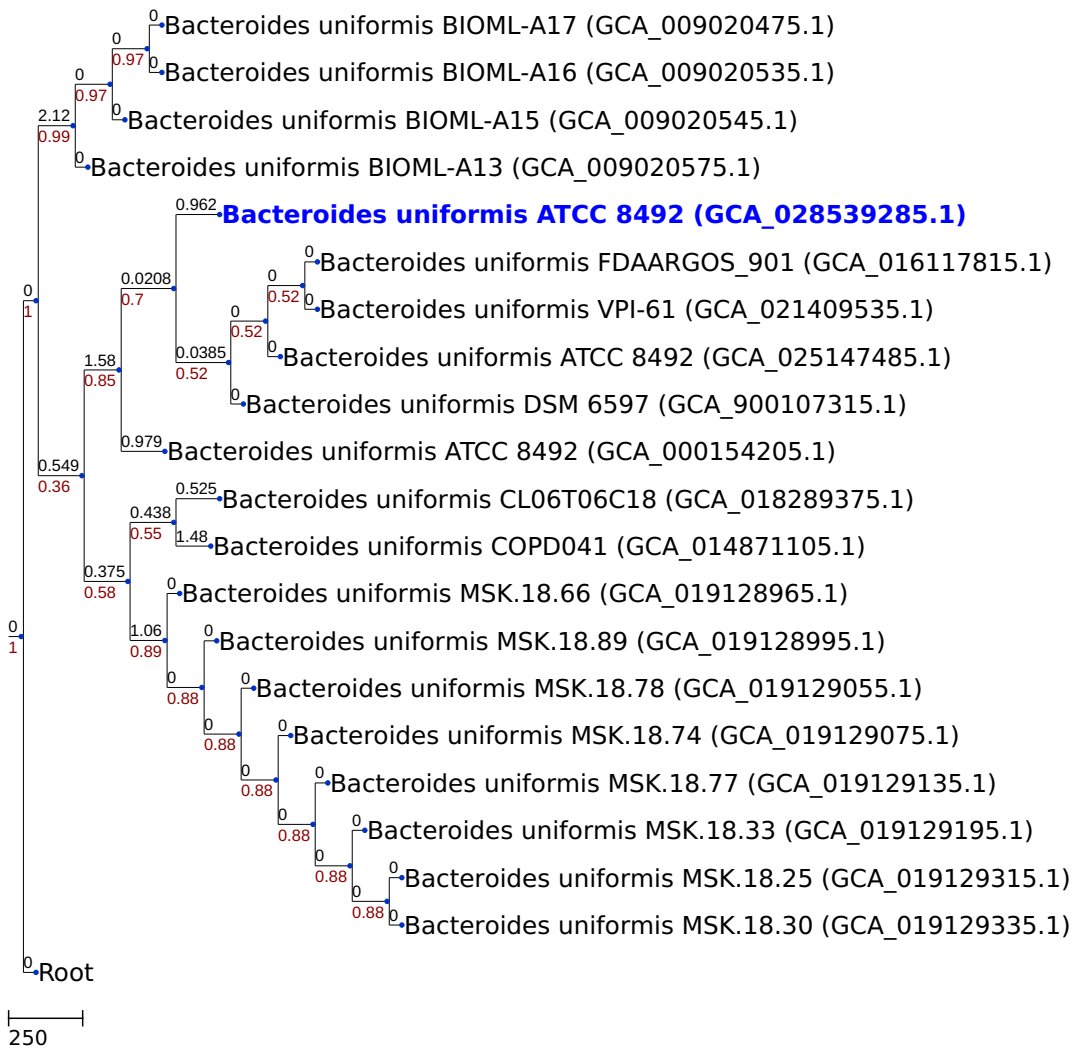 0
Bacteroides uniformis BIOML-A17 (GCA_009020475.1)
0
0.97
0
Bacteroides uniformis BIOML-A16 (GCA_009020535.1)
0
0.97
0
Bacteroides uniformis BIOML-A15 (GCA_009020545.1)
2.12
0.99
0
Bacteroides uniformis BIOML-A13 (GCA_009020575.1)
0.962
Bacteroides uniformis ATCC 8492 (GCA_028539285.1)
0
Bacteroides uniformis FDAARGOS_901 (GCA_016117815.1)
0
0.52
0.0208
0.7
0
1
0
Bacteroides uniformis VPI-61 (GCA_021409535.1)
0
0.52
0
Bacteroides uniformis ATCC 8492 (GCA_025147485.1)
0.0385
0.52
1.58
0.85
0
Bacteroides uniformis DSM 6597 (GCA_900107315.1)
0.979
Bacteroides uniformis ATCC 8492 (GCA_000154205.1)
0.549
0.36
0.525
Bacteroides uniformis CL06T06C18 (GCA_018289375.1)
0.438
0.55
1.48
Bacteroides uniformis COPD041 (GCA_014871105.1)
0.375
0.58
0
Bacteroides uniformis MSK.18.66 (GCA_019128965.1)
0
1
1.06
0.89
0
Bacteroides uniformis MSK.18.89 (GCA_019128995.1)
0
0.88
0
Bacteroides uniformis MSK.18.78 (GCA_019129055.1)
0
0.88
0
Bacteroides uniformis MSK.18.74 (GCA_019129075.1)
0
0.88
0
Bacteroides uniformis MSK.18.77 (GCA_019129135.1)
0
0.88
0
Bacteroides uniformis MSK.18.33 (GCA_019129195.1)
0
0.88
0
Bacteroides uniformis MSK.18.25 (GCA_019129315.1)
0
0.88
0
Bacteroides uniformis MSK.18.30 (GCA_019129335.1)
0
Root
250